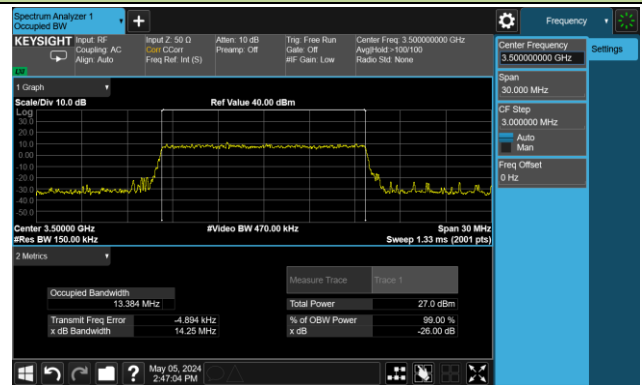 Spectrum Analyzer 1
Occupied BW
Frequency
KEYSIGHT
Input: RF
Coupling: AC
Align: Auto
Input Z: 50 Ω
Corr CCorr
Freq Ref: Int (S)
Atten: 10 dB
Preamp: Off
Trig: Free Run
Gate: Off
#IF Gain: Low
Center Freq: 3.500000000 GHz
Avg|Hold:>100/100
Radio Std: None
LV
Center Frequency
3.500000000 GHz
Settings
Span
30.000 MHz
CF Step
3.000000 MHz
Auto
Man
Freq Offset
0 Hz
1 Graph
Scale/Div 10.0 dB
Ref Value 40.00 dBm
Log
30.0
20.0
10.0
0.00
-10.0
-20.0
-30.0
-40.0
-50.0
Center 3.50000 GHz
#Video BW 470.00 kHz
Span 30 MHz
#Res BW 150.00 kHz
Sweep 1.33 ms (2001 pts)
2 Metrics
Measure Trace
Trace 1
Occupied Bandwidth
13.384 MHz
Total Power
27.0 dBm
Transmit Freq Error
-4.894 kHz
% of OBW Power
99.00 %
x dB Bandwidth
14.25 MHz
x dB
-26.00 dB
?
May 05, 2024
2:47:04 PM